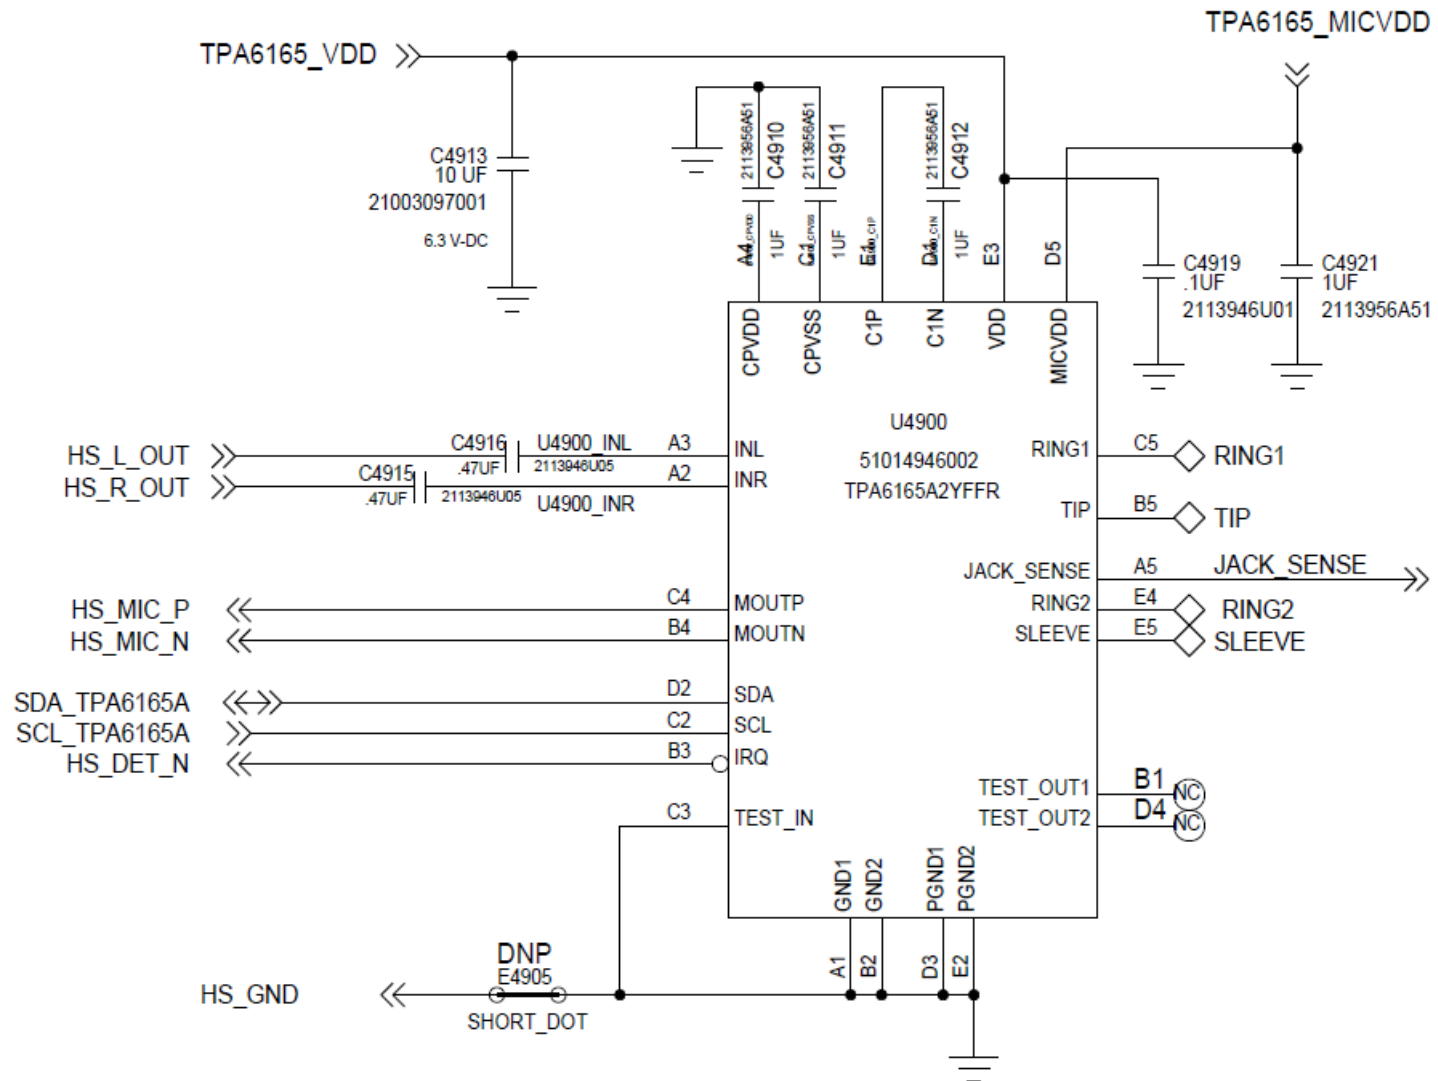 TPA6165_MICVDD
TPA6165_VDD
C4913
10 UF
21003097001
6.3 V-DC
2113956A51
C4910
1UF
2113956A51
C4911
1UF
2113956A51
C4912
1UF
A4
C1
E1
D1
E3
D5
C4919
.1UF
2113946U01
C4921
1UF
2113956A51
CPVDD
CPVSS
C1P
C1N
VDD
MICVDD
U4900
51014946002
TPA6165A2YFFR
HS_L_OUT
C4916
.47UF
U4900_INL
2113946U05
A3
INL
HS_R_OUT
C4915
.47UF
2113946U05
U4900_INR
A2
INR
RING1
C5
RING1
TIP
B5
TIP
JACK_SENSE
A5
JACK_SENSE
HS_MIC_P
C4
MOUTP
RING2
E4
RING2
HS_MIC_N
B4
MOUTN
SLEEVE
E5
SLEEVE
SDA_TPA6165A
D2
SDA
SCL_TPA6165A
C2
SCL
HS_DET_N
B3
IRQ
C3
TEST_IN
TEST_OUT1
B1
NC
TEST_OUT2
D4
NC
GND1
GND2
PGND1
PGND2
A1
B2
D3
E2
DNP
E4905
HS_GND
SHORT_DOT